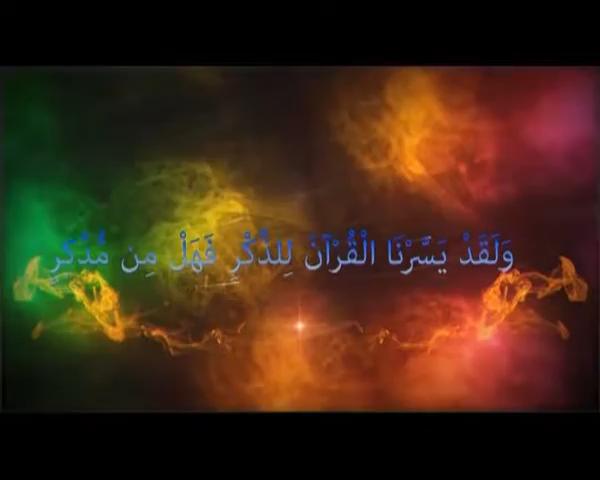 وَلَقَدْ يَسَّرْنَا الْقُرْآنَ لِلذِّكْرِ فَهَلْ مِن مُّدَّكِرٍ